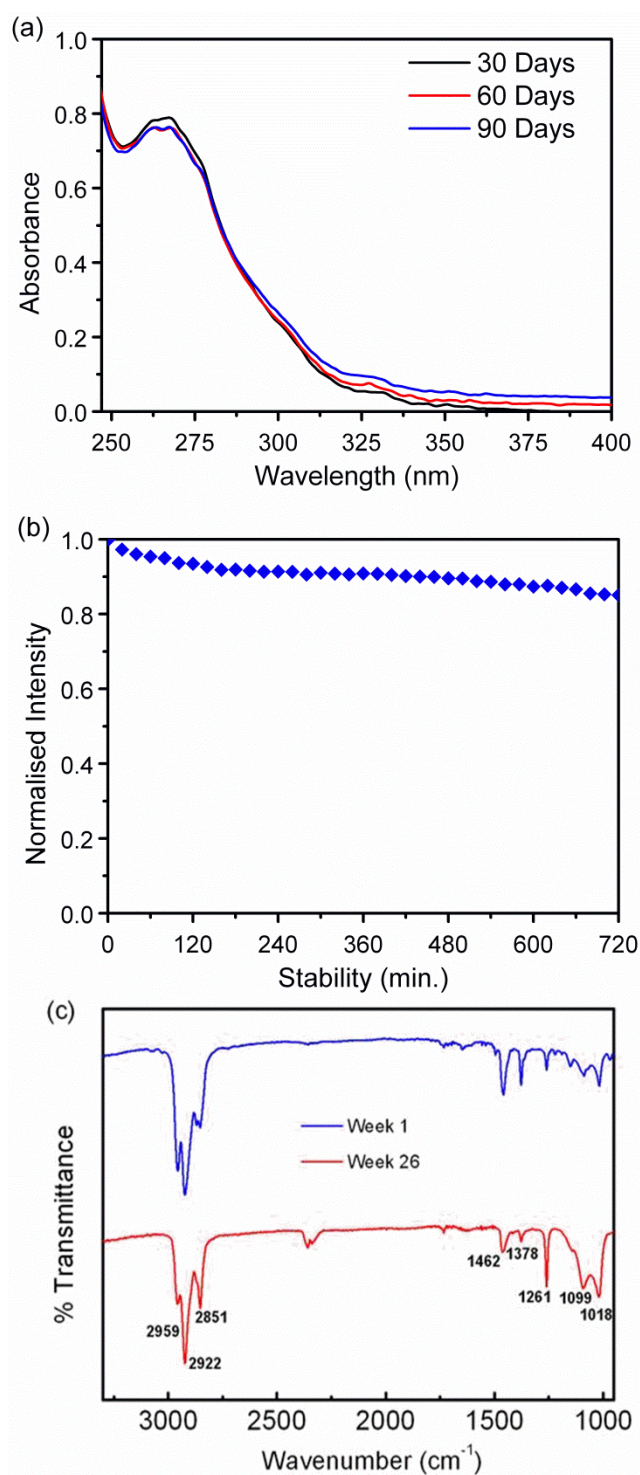 (a)
1.0
0.8
0.6
0.4
0.2
0.0
Absorbance
30 Days
60 Days
90 Days
250 275 300 325 350 375 400
Wavelength (nm)
(b)
1.0
0.8
0.6
0.4
0.2
0.0
Normalised Intensity
0 120 240 360 480 600 720
Stability (min.)
(c)
% Transmittance
Week 1
Week 26
2959
2922
2851
1462
1378
1261
1099
1018
3000 2500 2000 1500 1000
Wavenumber (cm⁻¹)